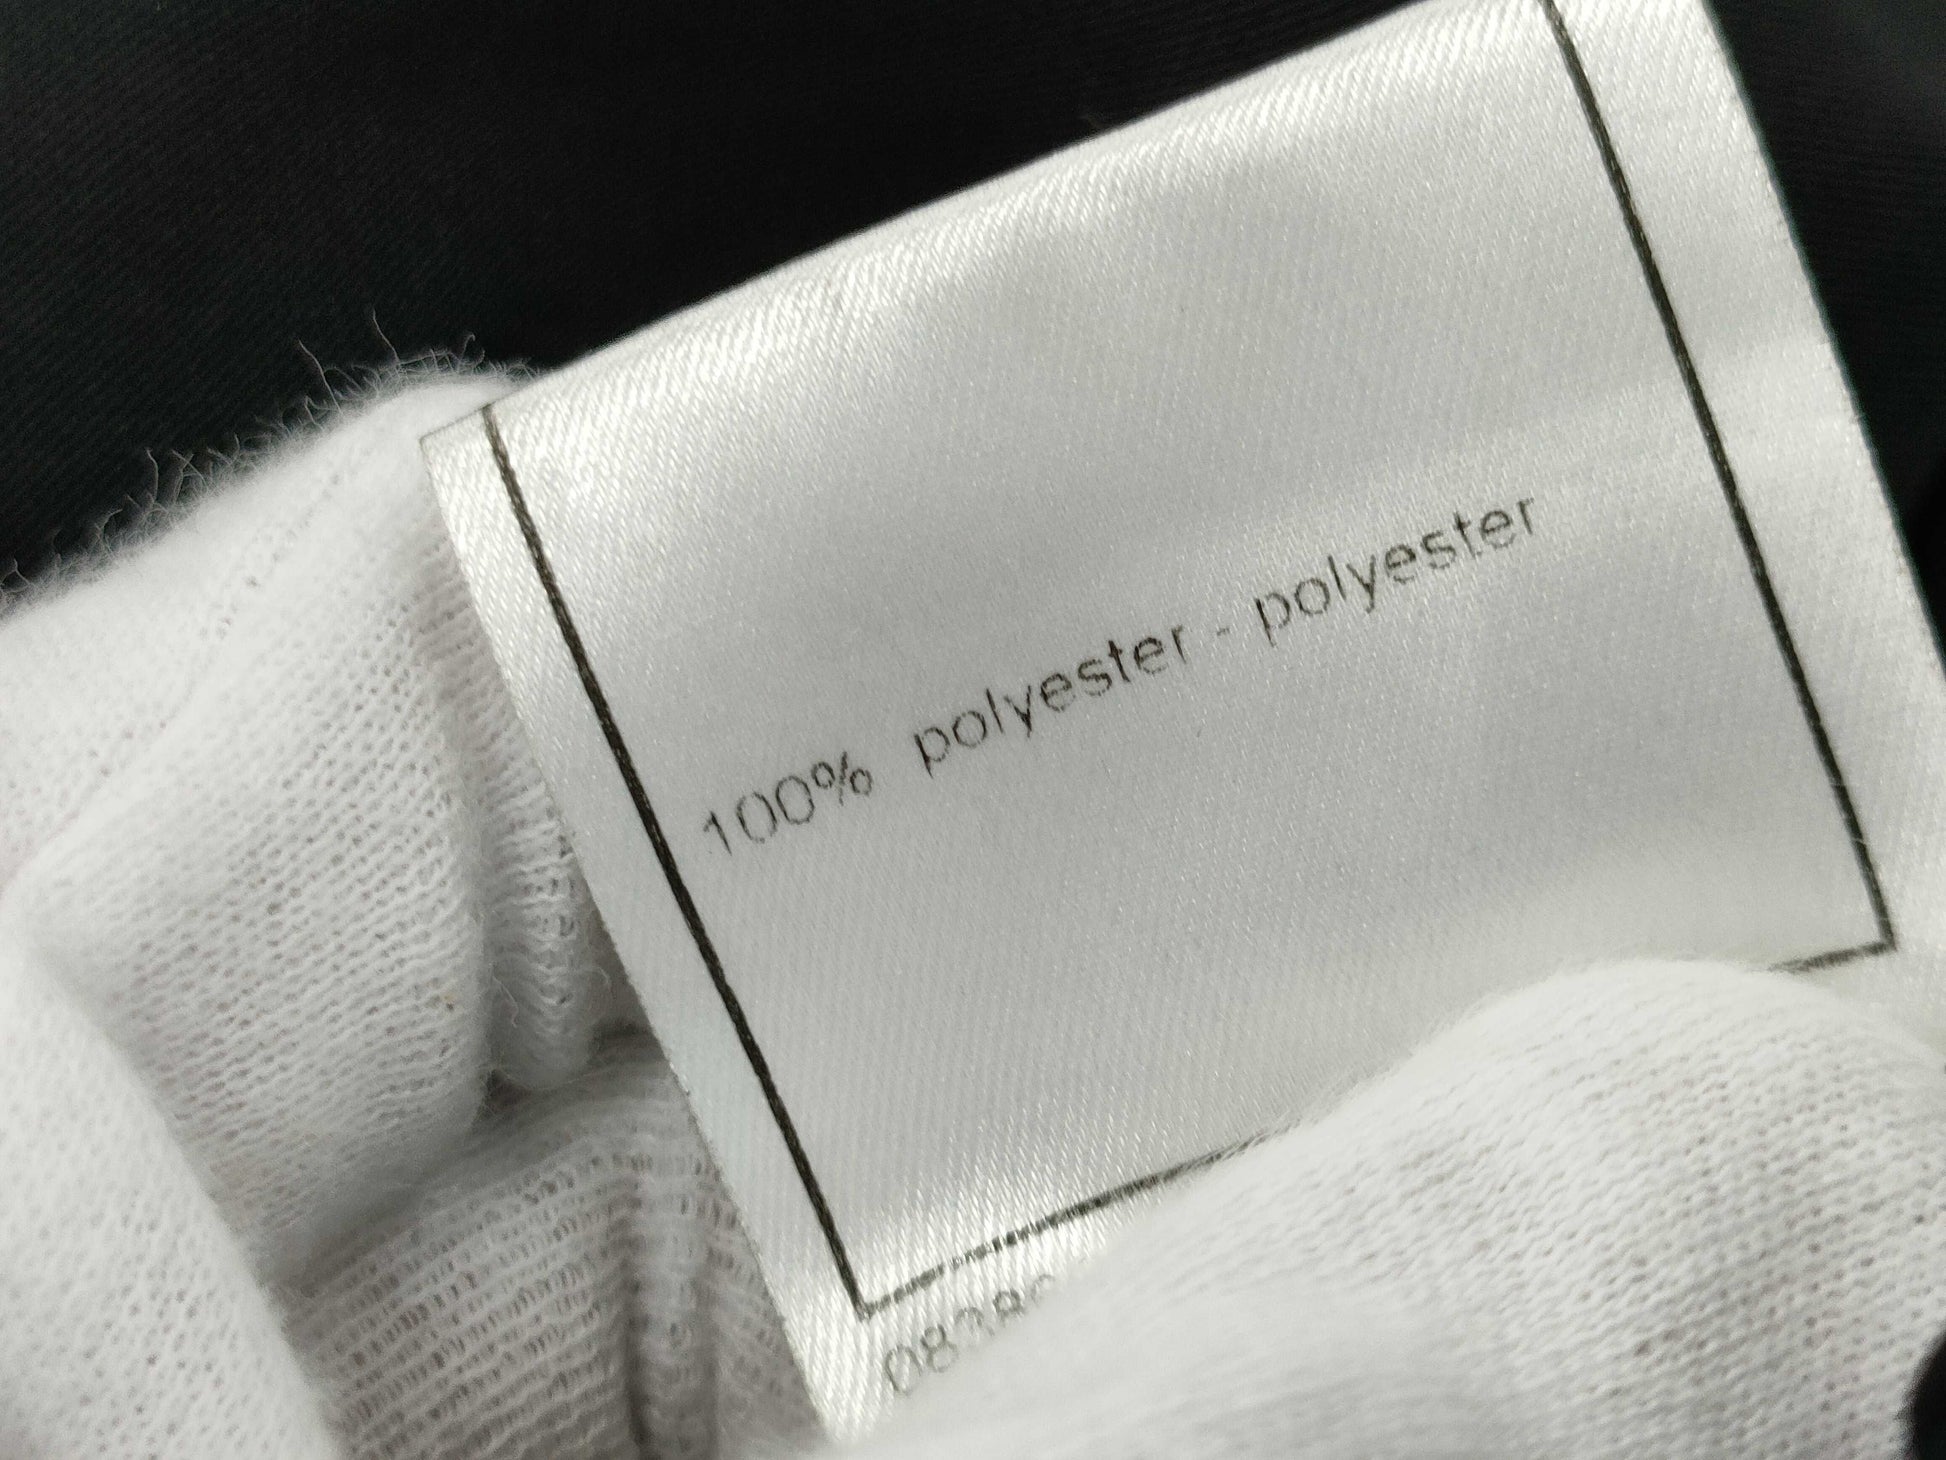 100% polyester - polyester